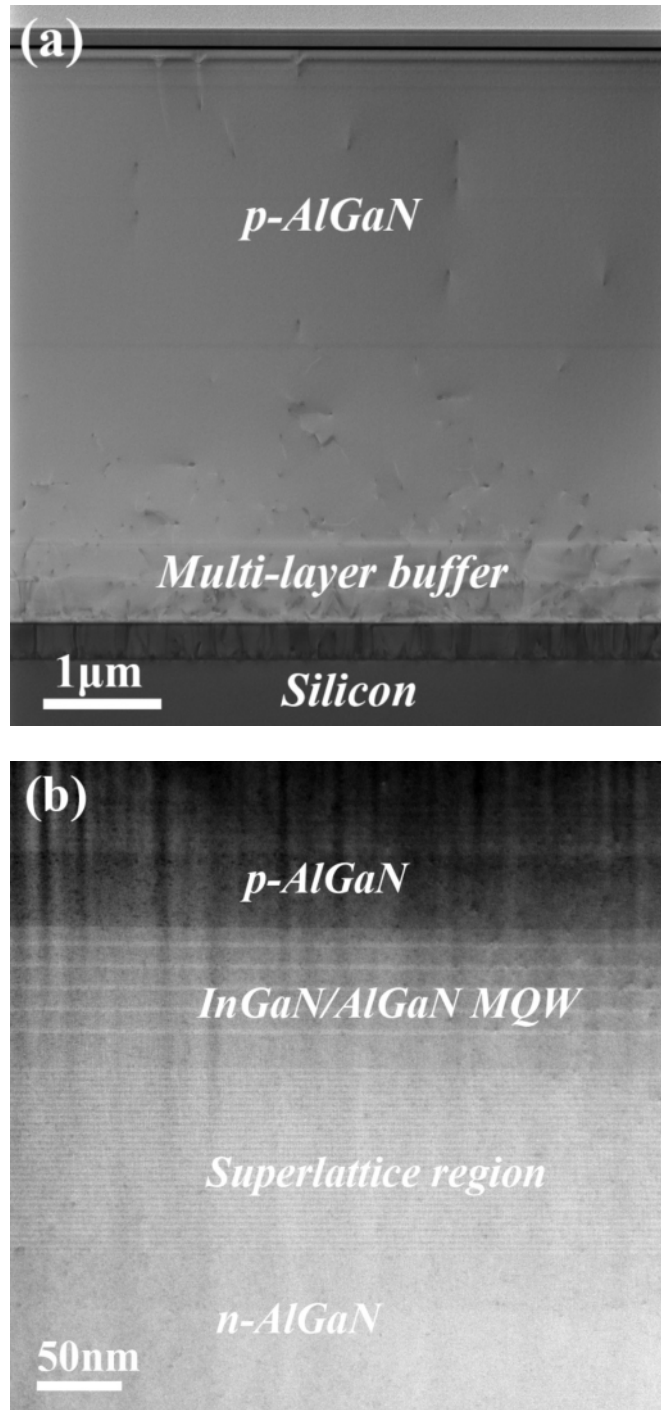 (a)
p-AlGaN
Multi-layer buffer
1μm
Silicon
(b)
p-AlGaN
InGaN/AlGaN MQW
Superlattice region
n-AlGaN
50nm